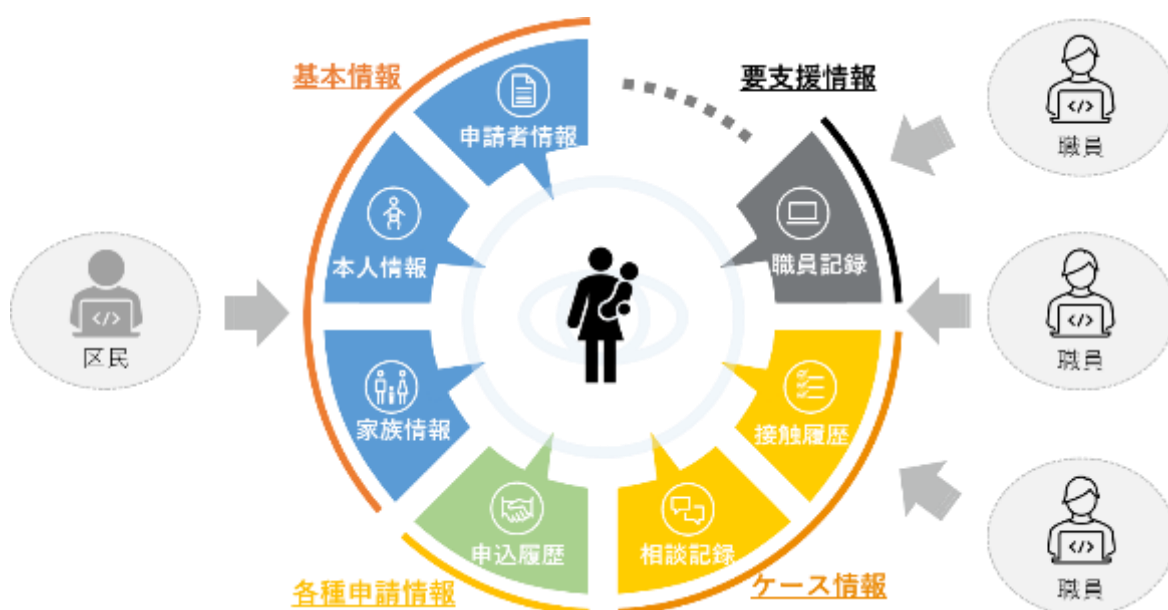 基本情報
申請者情報
本人情報
家族情報
区民
</>
各種申請情報
申込履歴
ケース情報
相談記録
接触履歴
要支援情報
職員記録
</>
職員
</>
職員
</>
職員